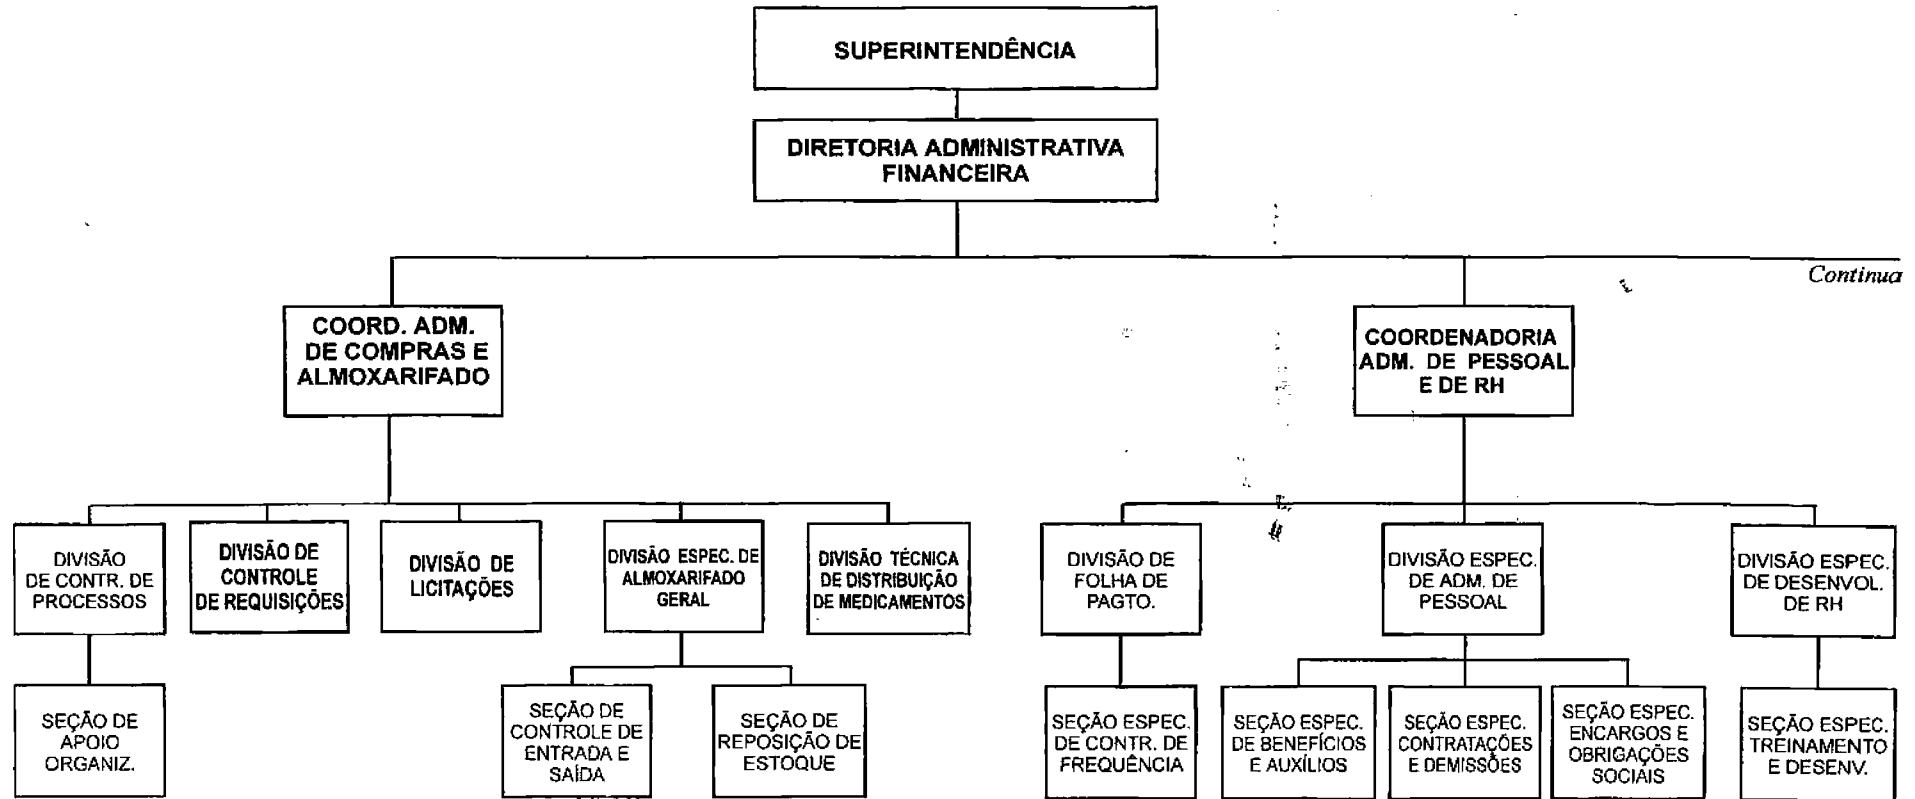 SUPERINTENDÊNCIA
DIRETORIA ADMINISTRATIVA
FINANCEIRA
Continua
COORD. ADM.
DE COMPRAS E
ALMOXARIFADO
COORDENADORIA
ADM. DE PESSOAL
E DE RH
DIVISÃO
DE CONTR. DE
PROCESSOS
DIVISÃO DE
CONTROLE
DE REQUISIÇÕES
DIVISÃO DE
LICITAÇÕES
DIVISÃO ESPEC. DE
ALMOXARIFADO
GERAL
DIVISÃO TÉCNICA
DE DISTRIBUIÇÃO
DE MEDICAMENTOS
DIVISÃO DE
FOLHA DE
PAGTO.
DIVISÃO ESPEC.
DE ADM. DE
PESSOAL
DIVISÃO ESPEC.
DE DESENVOL.
DE RH
SEÇÃO DE
APOIO
ORGANIZ.
SEÇÃO DE
CONTROLE DE
ENTRADA E
SAÍDA
SEÇÃO DE
REPOSIÇÃO DE
ESTOQUE
SEÇÃO ESPEC.
DE CONTR. DE
FREQUÊNCIA
SEÇÃO ESPEC.
DE BENEFÍCIOS
E AUXÍLIOS
SEÇÃO ESPEC.
CONTRATAÇÕES
E DEMISSÕES
SEÇÃO ESPEC.
ENCARGOS E
OBRIGAÇÕES
SOCIAIS
SEÇÃO ESPEC.
TREINAMENTO
E DESENV.